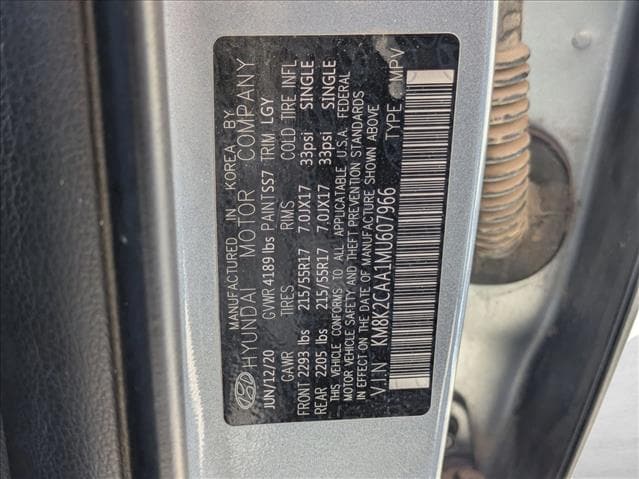 MANUFACTURED IN KOREA BY
HYUNDAI MOTOR COMPANY
JUN/12/20 GVWR 4189 lbs PAINT SS7 TRIM LGY
GAWR TIRES RIMS COLD TIRE INFL
FRONT 2293 lbs 215/55R17 7.0JX17 33psi SINGLE
REAR 2205 lbs 215/55R17 7.0JX17 33psi SINGLE
THIS VEHICLE CONFORMS TO ALL APPLICABLE U.S.A. FEDERAL
MOTOR VEHICLE SAFETY AND THEFT PREVENTION STANDARDS
IN EFFECT ON THE DATE OF MANUFACTURE SHOWN ABOVE
V.I.N KM8K2CAA1MU607966 TYPE : MPV